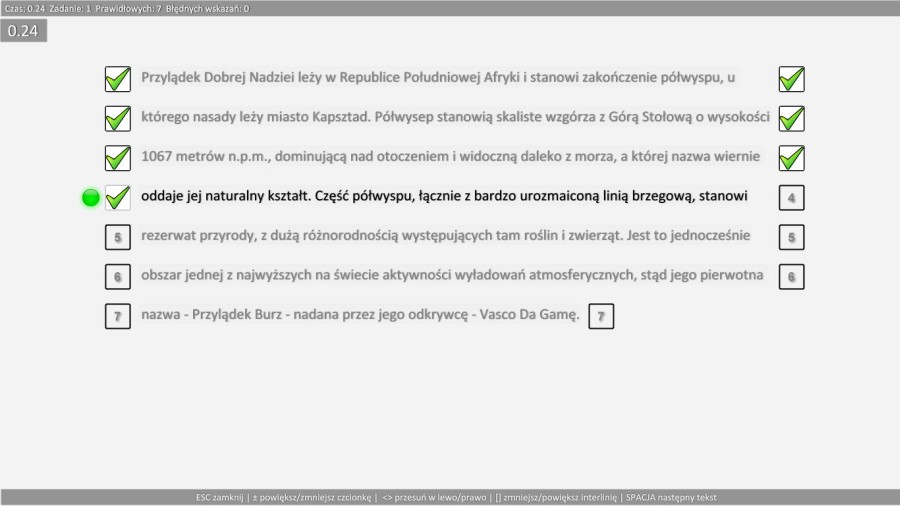 Czas: 0.24 Zadanie: 1 Prawidłowych: 7 Błędnych wskazań: 0
0.24
Przylądek Dobrej Nadziei leży w Republice Południowej Afryki i stanowi zakończenie półwyspu, u
którego nasady leży miasto Kapsztad. Półwysep stanowią skaliste wzgórza z Górą Stołową o wysokości
1067 metrów n.p.m., dominującą nad otoczeniem i widoczną daleko z morza, a której nazwa wiernie
oddaje jej naturalny kształt. Część półwyspu, łącznie z bardzo urozmaiconą linią brzegową, stanowi 4
5 rezerwat przyrody, z dużą różnorodnością występujących tam roślin i zwierząt. Jest to jednocześnie 5
6 obszar jednej z najwyższych na świecie aktywności wyładowań atmosferycznych, stąd jego pierwotna 6
7 nazwa - Przylądek Burz - nadana przez jego odkrywcę - Vasco Da Gamę. 7
ESC zamknij | ± powiększ/zmniejsz czcionkę | <> przesuń w lewo/prawo | [] zmniejsz/powiększ interlinię | SPACJA następny tekst